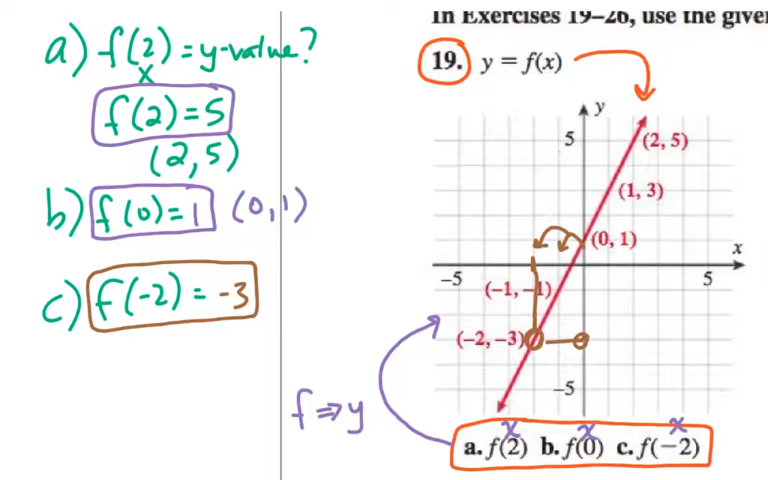 a) f(2) = y-value?
x
f(2) = 5
(2, 5)
b) f(0) = 1 (0, 1)
c) f(-2) = -3
f ⇒ y
In Exercises 19–26, use the give
19. y = f(x)
y
5
(2, 5)
(1, 3)
(0, 1)
x
−5
5
(−1, −1)
(−2, −3)
−5
x x x
a. f(2) b. f(0) c. f(−2)